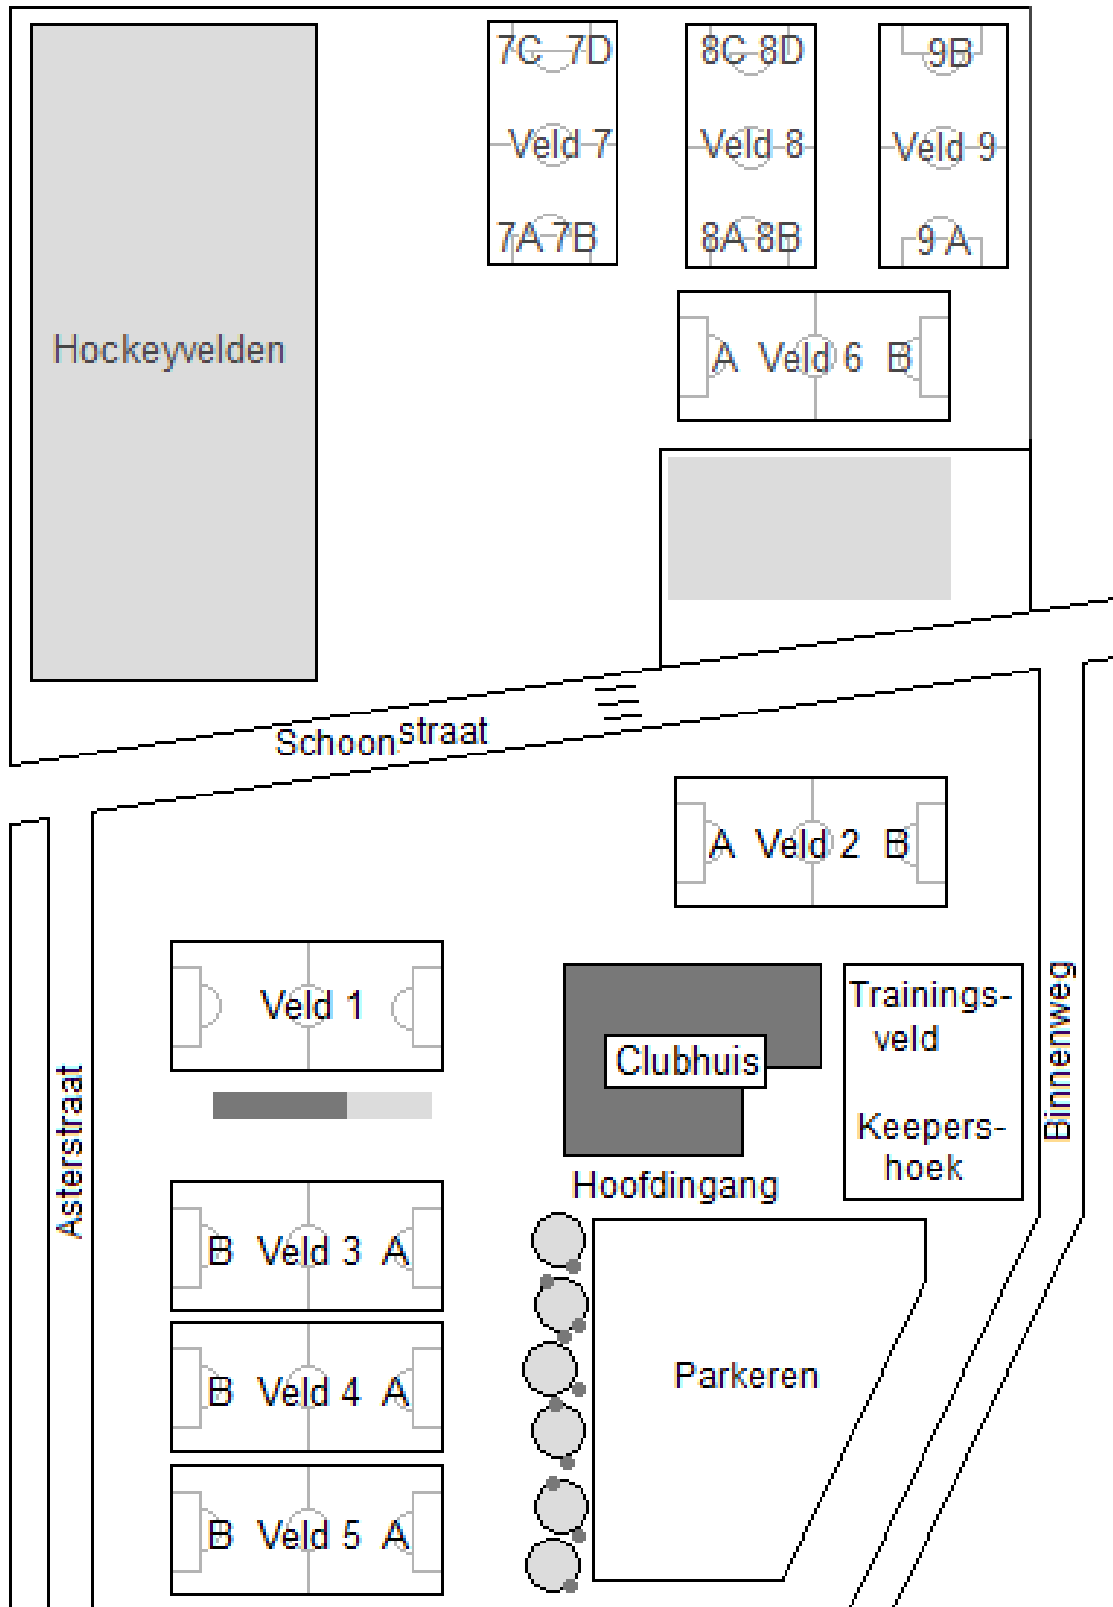 7C 7D
8C 8D
9B
Veld 7
Veld 8
Veld 9
7A 7B
8A 8B
9 A
Hockeyvelden
A Veld 6 B
Schoonstraat
A Veld 2 B
Veld 1
Clubhuis
Trainings-
veld
Keepers-
hoek
Binnenweg
Asterstraat
Hoofdingang
B Veld 3 A
Parkeren
B Veld 4 A
B Veld 5 A